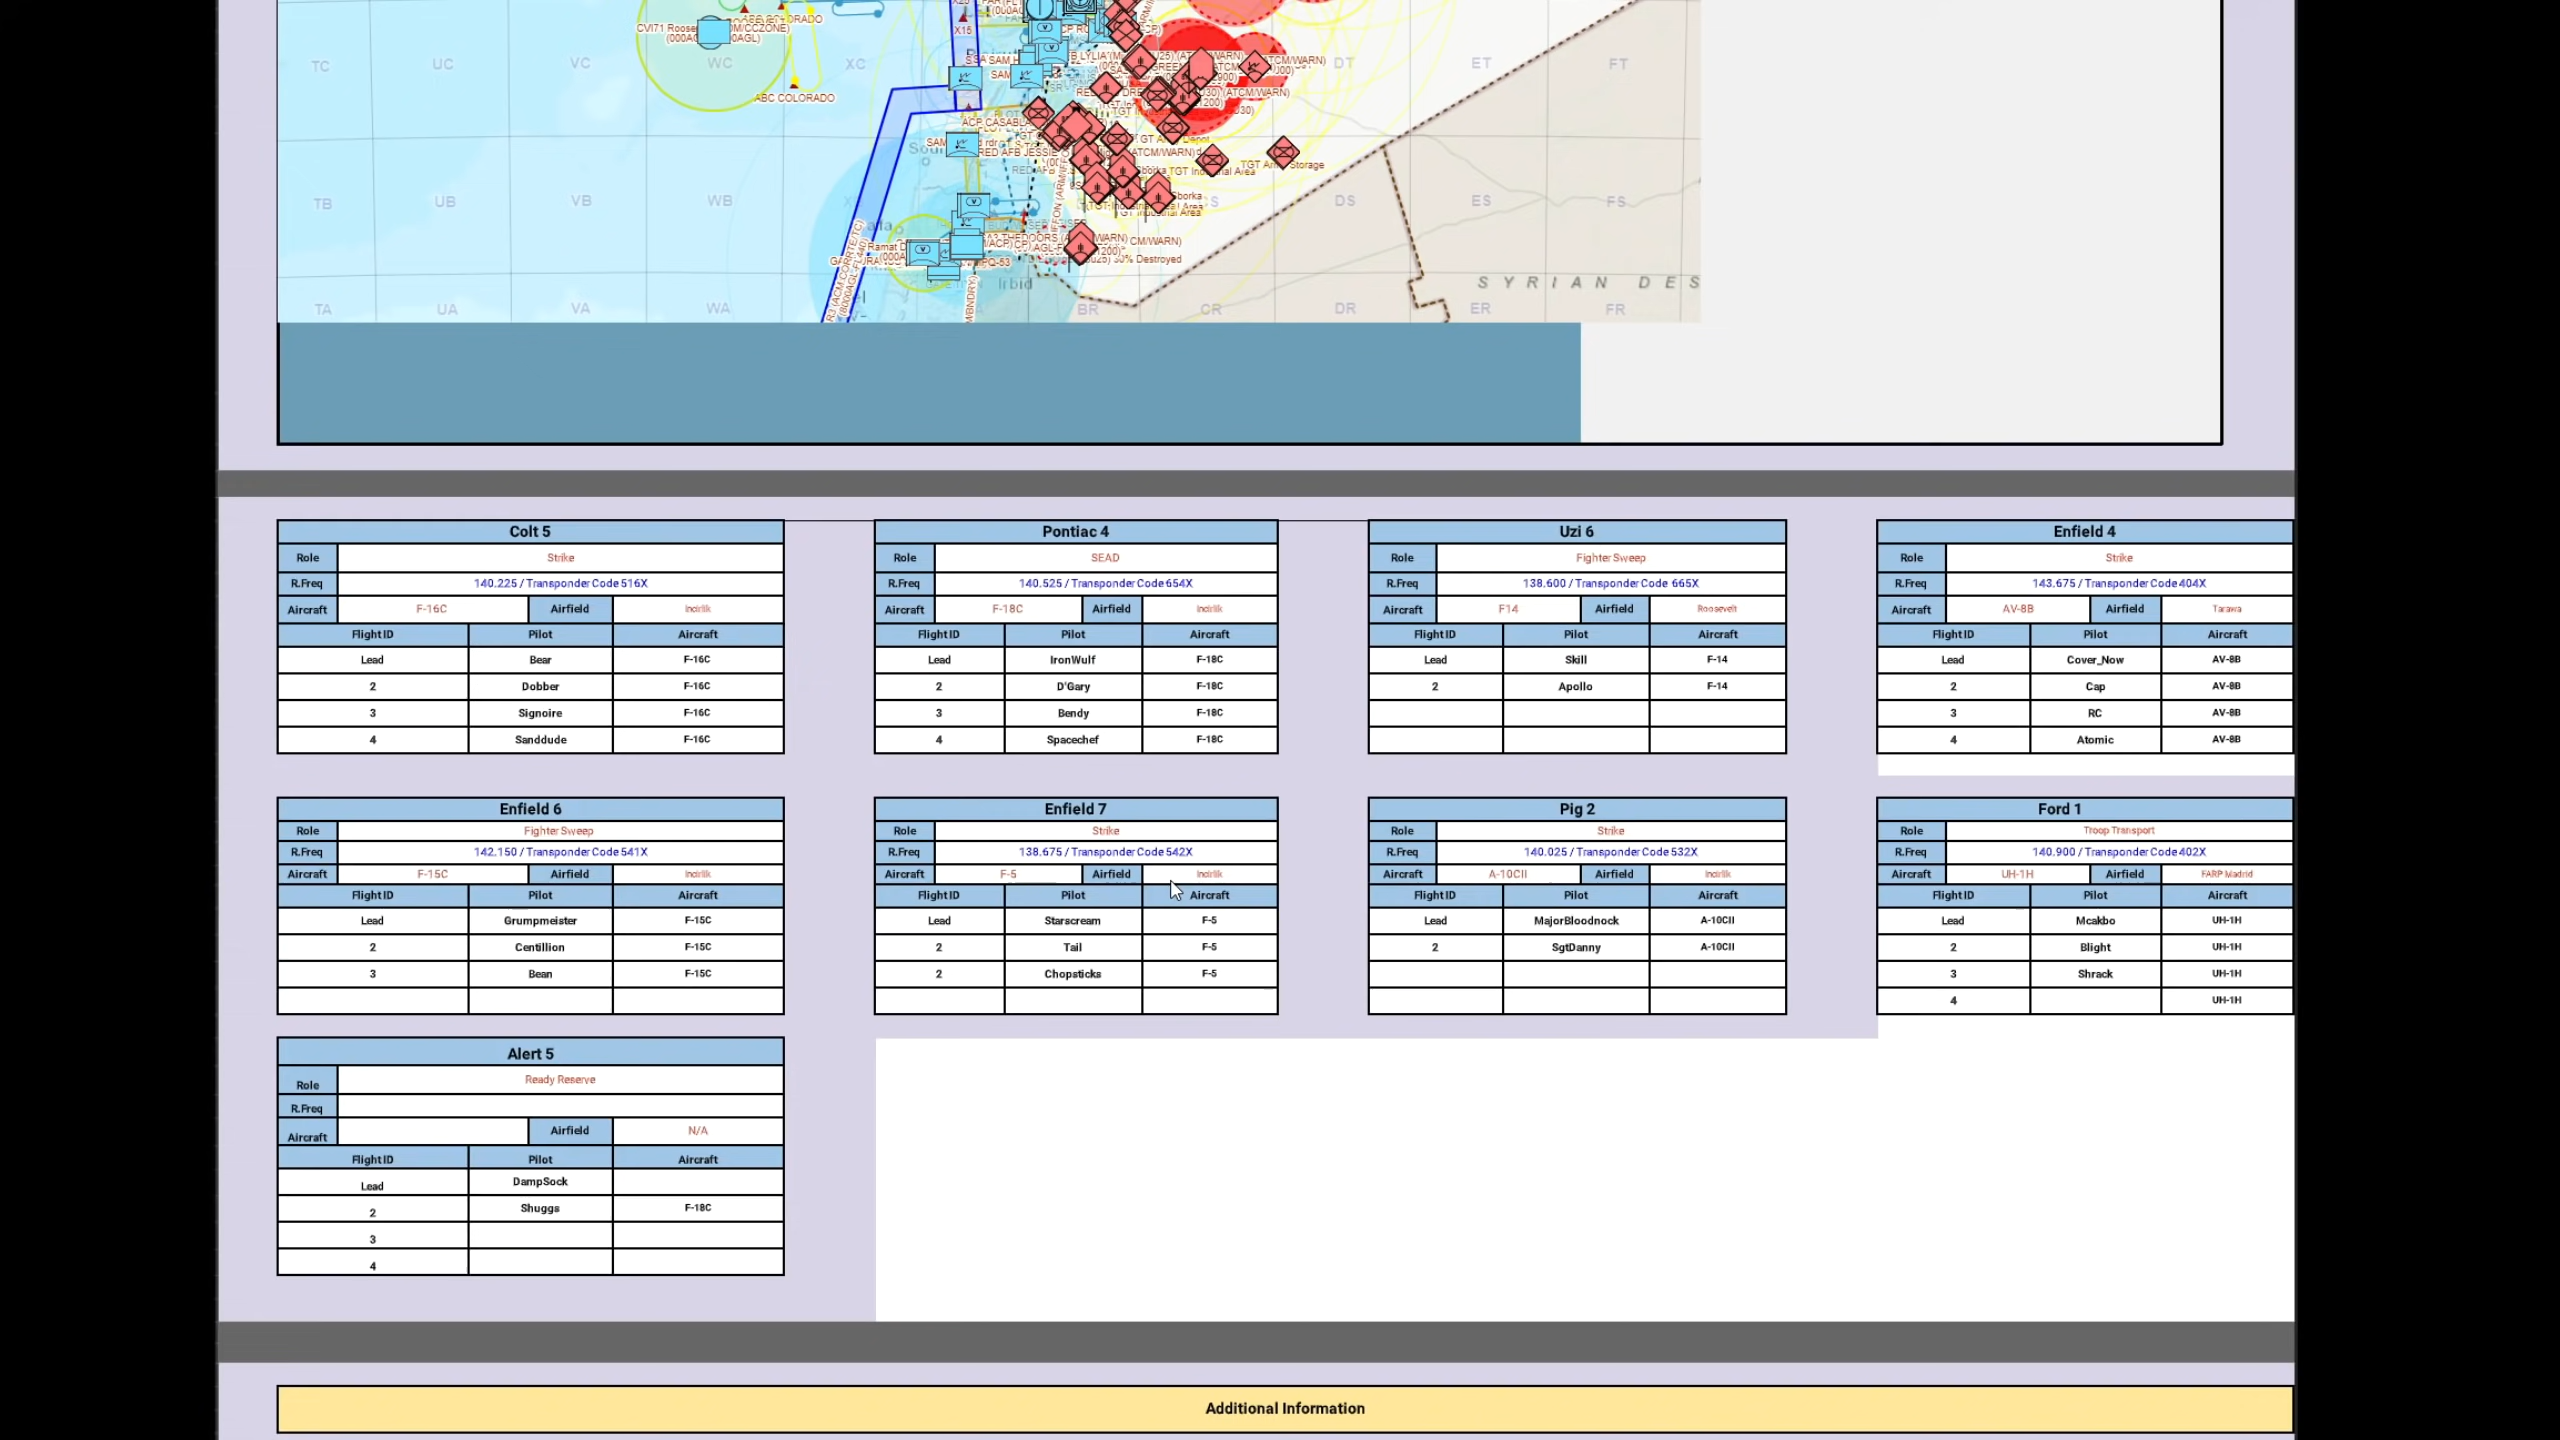 ABC COLORADO
TC UC VC WC XC DT ET FT
TB UB VB WB DS ES FS
TGT Industrial Area
30% Destroyed
Irbid
SYRIAN DES
TA UA VA WA BR CR DR ER FR
Colt 5
Role Strike
R.Freq 140.225 / Transponder Code 516X
Aircraft F-16C Airfield Incirlik
Flight ID Pilot Aircraft
Lead Bear F-16C
2 Dobber F-16C
3 Signoire F-16C
4 Sanddude F-16C
Pontiac 4
Role SEAD
R.Freq 140.525 / Transponder Code 654X
Aircraft F-18C Airfield Incirlik
Flight ID Pilot Aircraft
Lead IronWulf F-18C
2 D'Gary F-18C
3 Bendy F-18C
4 Spacechef F-18C
Uzi 6
Role Fighter Sweep
R.Freq 138.600 / Transponder Code 665X
Aircraft F14 Airfield Roosevelt
Flight ID Pilot Aircraft
Lead Skill F-14
2 Apollo F-14
Enfield 4
Role Strike
R.Freq 143.675 / Transponder Code 404X
Aircraft AV-8B Airfield Tarawa
Flight ID Pilot Aircraft
Lead Cover_Now AV-8B
2 Cap AV-8B
3 RC AV-8B
4 Atomic AV-8B
Enfield 6
Role Fighter Sweep
R.Freq 142.150 / Transponder Code 541X
Aircraft F-15C Airfield Incirlik
Flight ID Pilot Aircraft
Lead Grumpmeister F-15C
2 Centillion F-15C
3 Bean F-15C
Enfield 7
Role Strike
R.Freq 138.675 / Transponder Code 542X
Aircraft F-5 Airfield Incirlik
Flight ID Pilot Aircraft
Lead Starscream F-5
2 Tail F-5
2 Chopsticks F-5
Pig 2
Role Strike
R.Freq 140.025 / Transponder Code 532X
Aircraft A-10CII Airfield Incirlik
Flight ID Pilot Aircraft
Lead MajorBloodnock A-10CII
2 SgtDanny A-10CII
Ford 1
Role Troop Transport
R.Freq 140.900 / Transponder Code 402X
Aircraft UH-1H Airfield FARP Madrid
Flight ID Pilot Aircraft
Lead Mcakbo UH-1H
2 Blight UH-1H
3 Shrack UH-1H
4 UH-1H
Alert 5
Role Ready Reserve
R.Freq
Aircraft Airfield N/A
Flight ID Pilot Aircraft
Lead DampSock
2 Shuggs F-18C
3
4
Additional Information